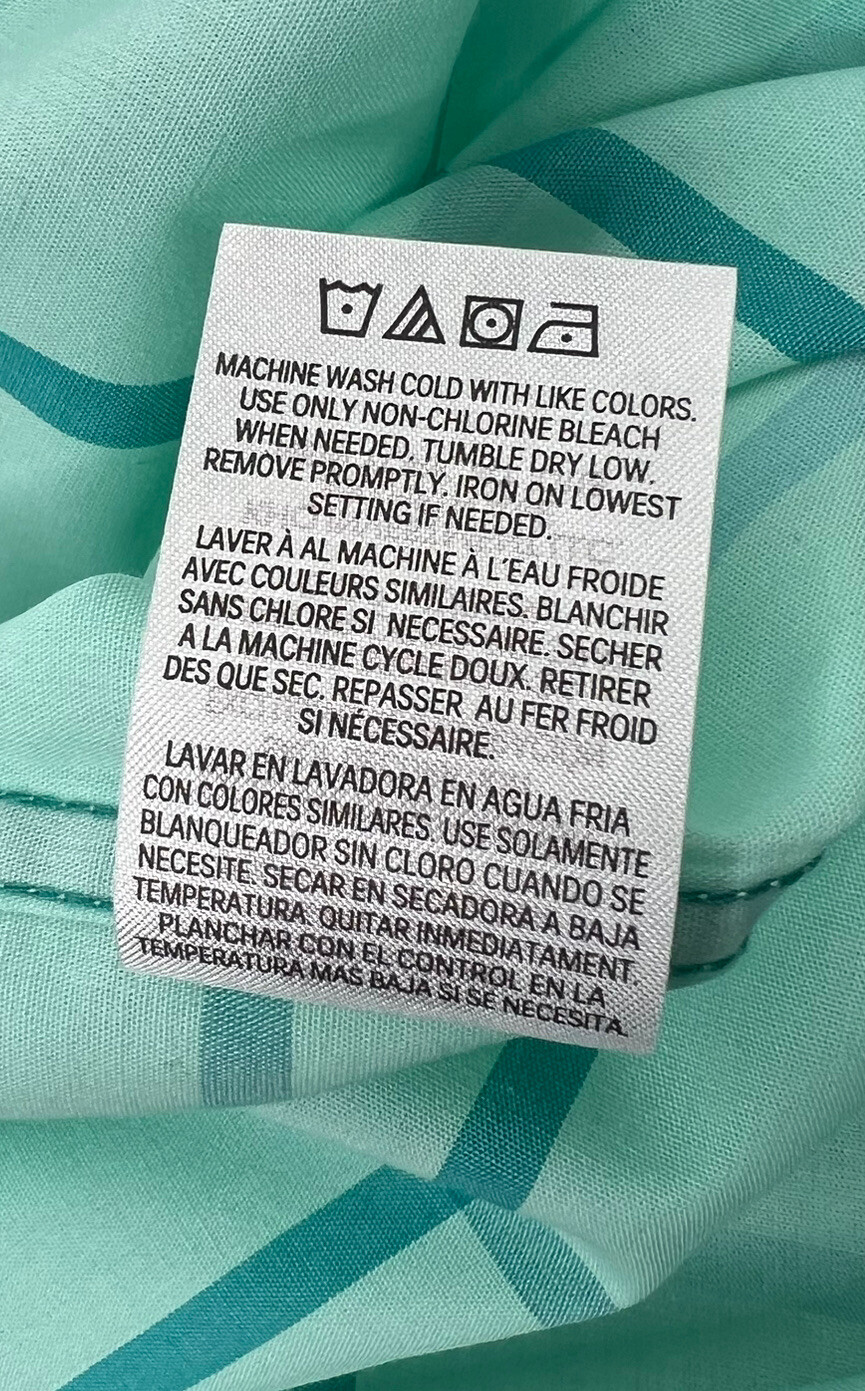 MACHINE WASH COLD WITH LIKE COLORS.
USE ONLY NON-CHLORINE BLEACH
WHEN NEEDED. TUMBLE DRY LOW.
REMOVE PROMPTLY. IRON ON LOWEST
SETTING IF NEEDED.
LAVER À AL MACHINE À L'EAU FROIDE
AVEC COULEURS SIMILAIRES. BLANCHIR
SANS CHLORE SI NECESSAIRE. SECHER
A LA MACHINE CYCLE DOUX. RETIRER
DES QUE SEC. REPASSER AU FER FROID
SI NÉCESSAIRE.
LAVAR EN LAVADORA EN AGUA FRIA
CON COLORES SIMILARES. USE SOLAMENTE
BLANQUEADOR SIN CLORO CUANDO SE
NECESITE. SECAR EN SECADORA A BAJA
TEMPERATURA. QUITAR INMEDIATAMENT.
PLANCHAR CON EL CONTROL EN LA
TEMPERATURA MAS BAJA SI SE NECESITA.